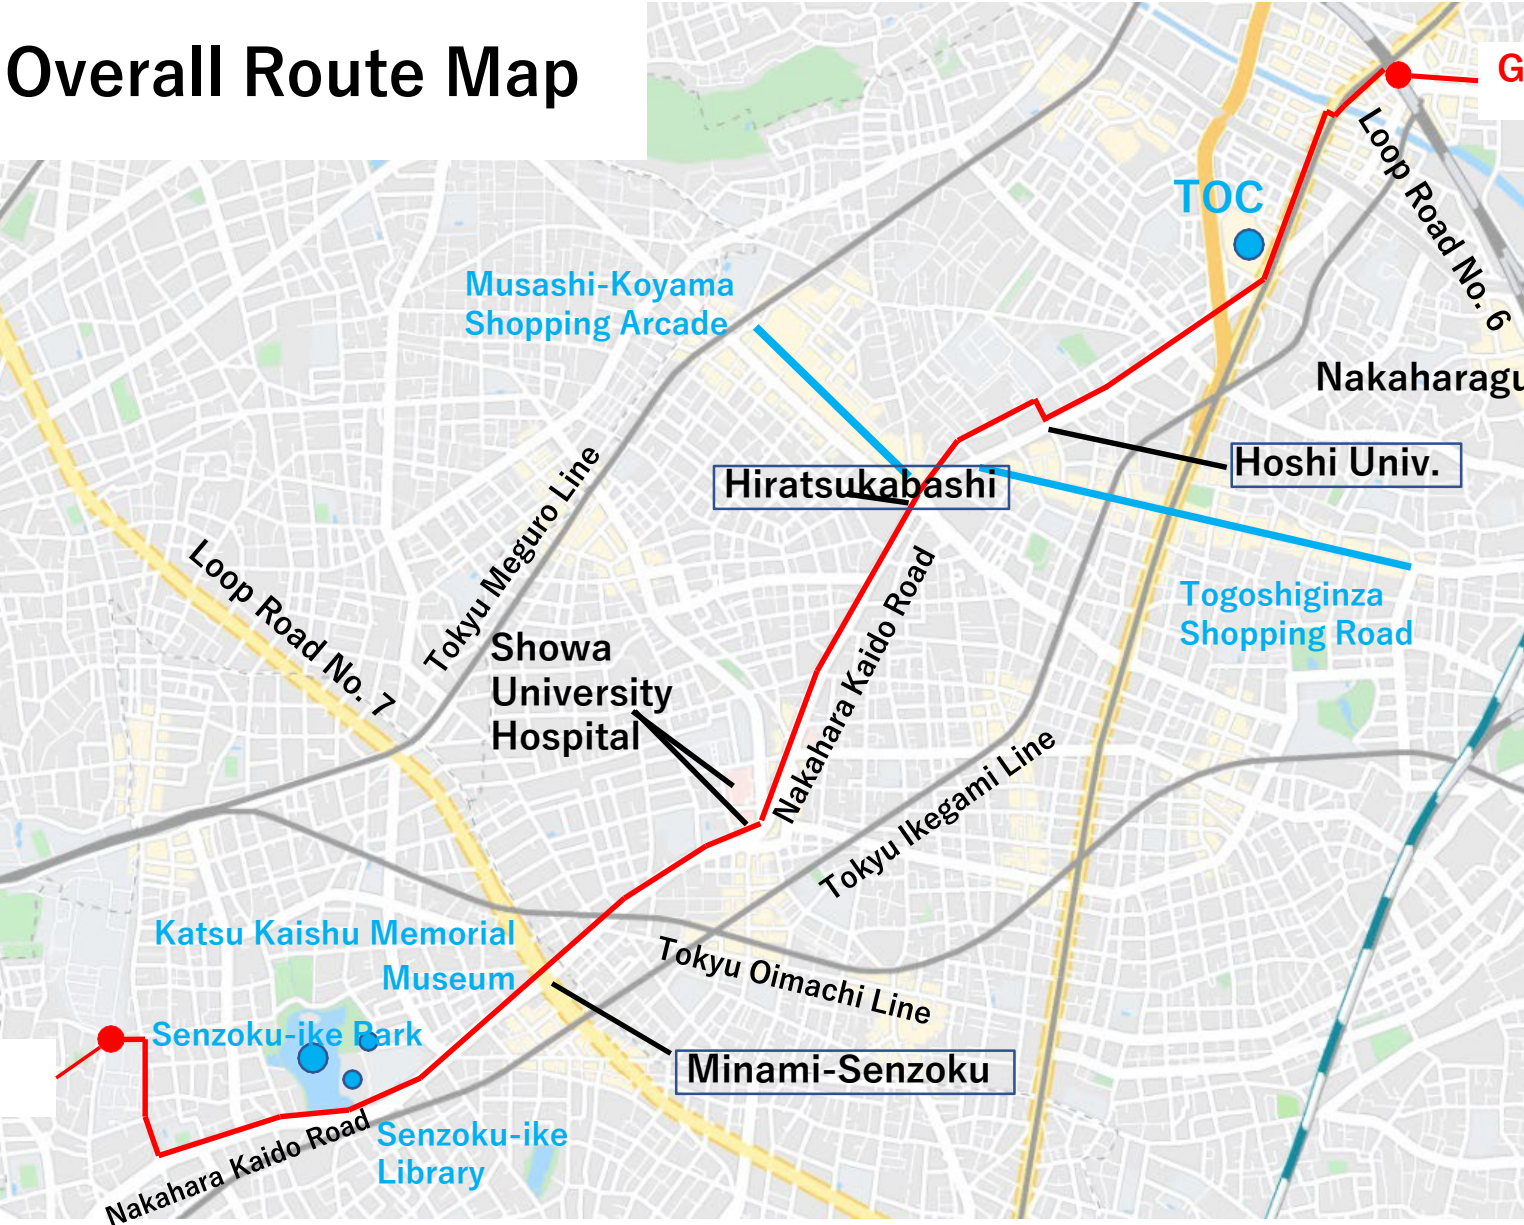 Overall Route Map
G
Loop Road No. 6
TOC
Musashi-Koyama
Shopping Arcade
Hoshi Univ.
Hiratsukabashi
Togoshiginza
Shopping Road
Nakahara Kaido Road
Tokyu Meguro Line
Loop Road No. 7
Showa
University
Hospital
Tokyu Ikegami Line
Katsu Kaishu Memorial
Museum
Tokyu Oimachi Line
Senzoku-ike Park
Minami-Senzoku
Senzoku-ike
Library
Nakahara Kaido Road